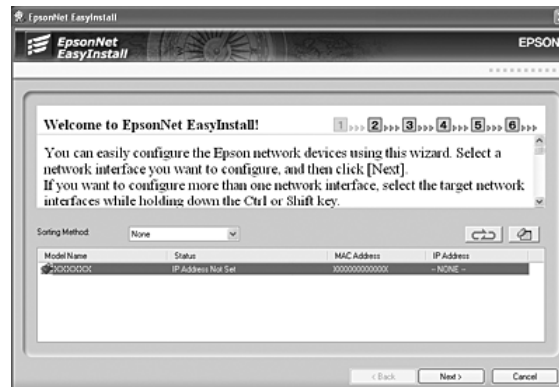 EpsonNet EasyInstall
EpsonNet
EasyInstall
EPSON
Welcome to EpsonNet EasyInstall!
1 2 3 4 5 6
You can easily configure the Epson network devices using this wizard. Select a
network interface you want to configure, and then click [Next].
If you want to configure more than one network interface, select the target network
interfaces while holding down the Ctrl or Shift key.
Sorting Method: None
Model Name Status MAC Address IP Address
XXXXXXX IP Address Not Set XXXXXXXXXXXX -- NONE --
< Back Next > Cancel